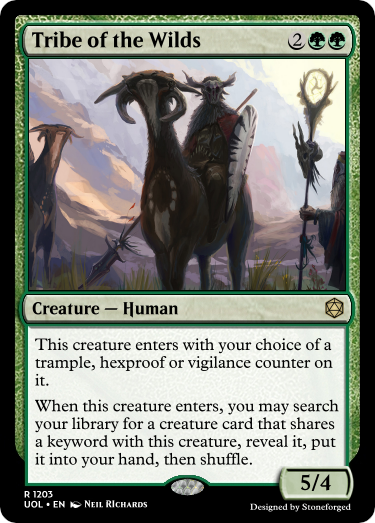 Tribe of the Wilds 2
Creature — Human
This creature enters with your choice of a
trample, hexproof or vigilance counter on
it.
When this creature enters, you may search
your library for a creature card that shares
a keyword with this creature, reveal it, put
it into your hand, then shuffle.
5/4
R 1203
UOL • EN Neil Richards
Designed by Stoneforged